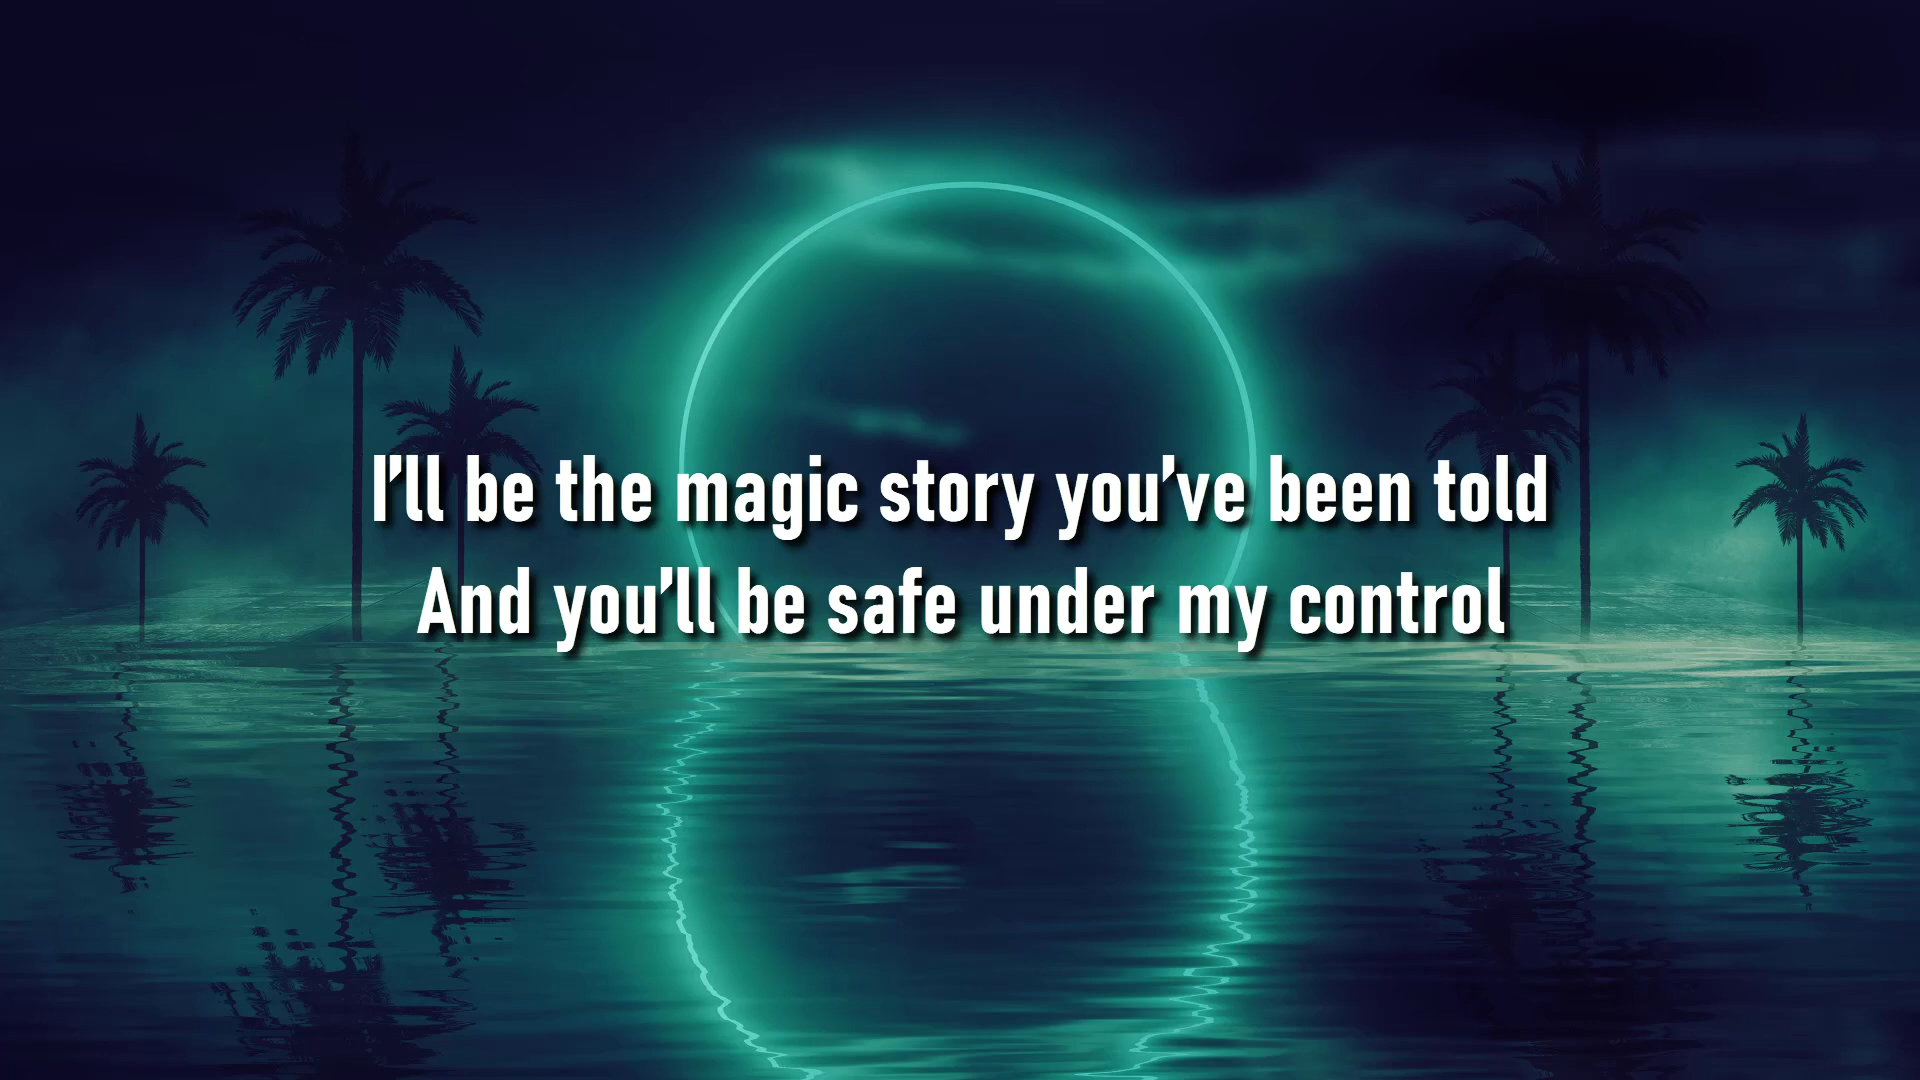 I’ll be the magic story you’ve been told
And you’ll be safe under my control